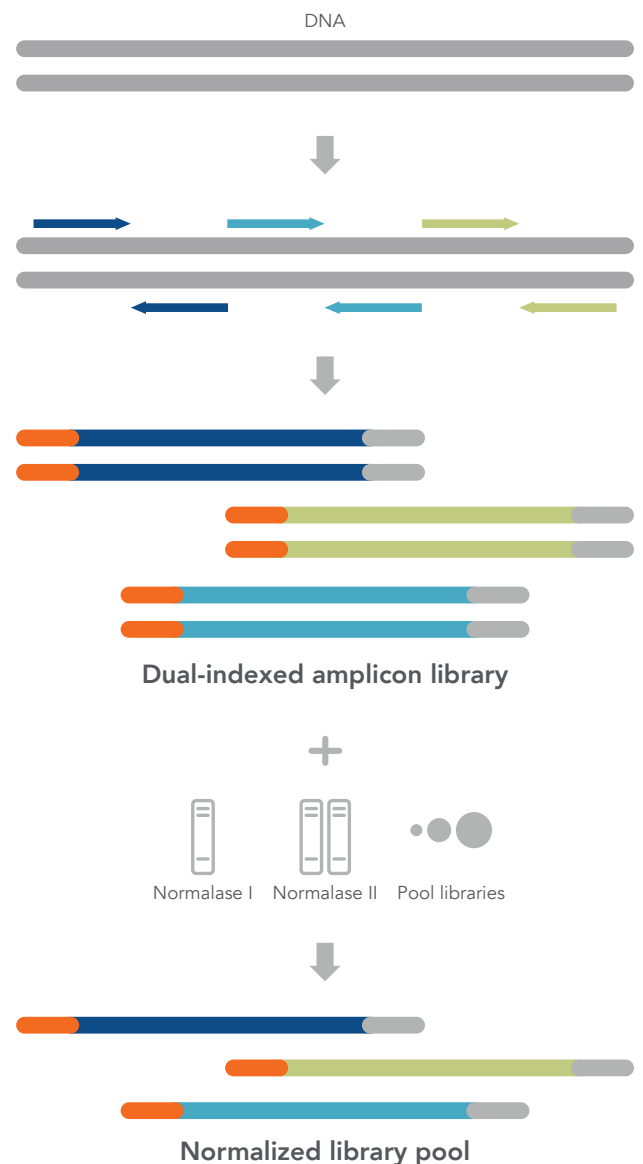 DNA
Dual-indexed amplicon library
Normalase I Normalase II Pool libraries
Normalized library pool